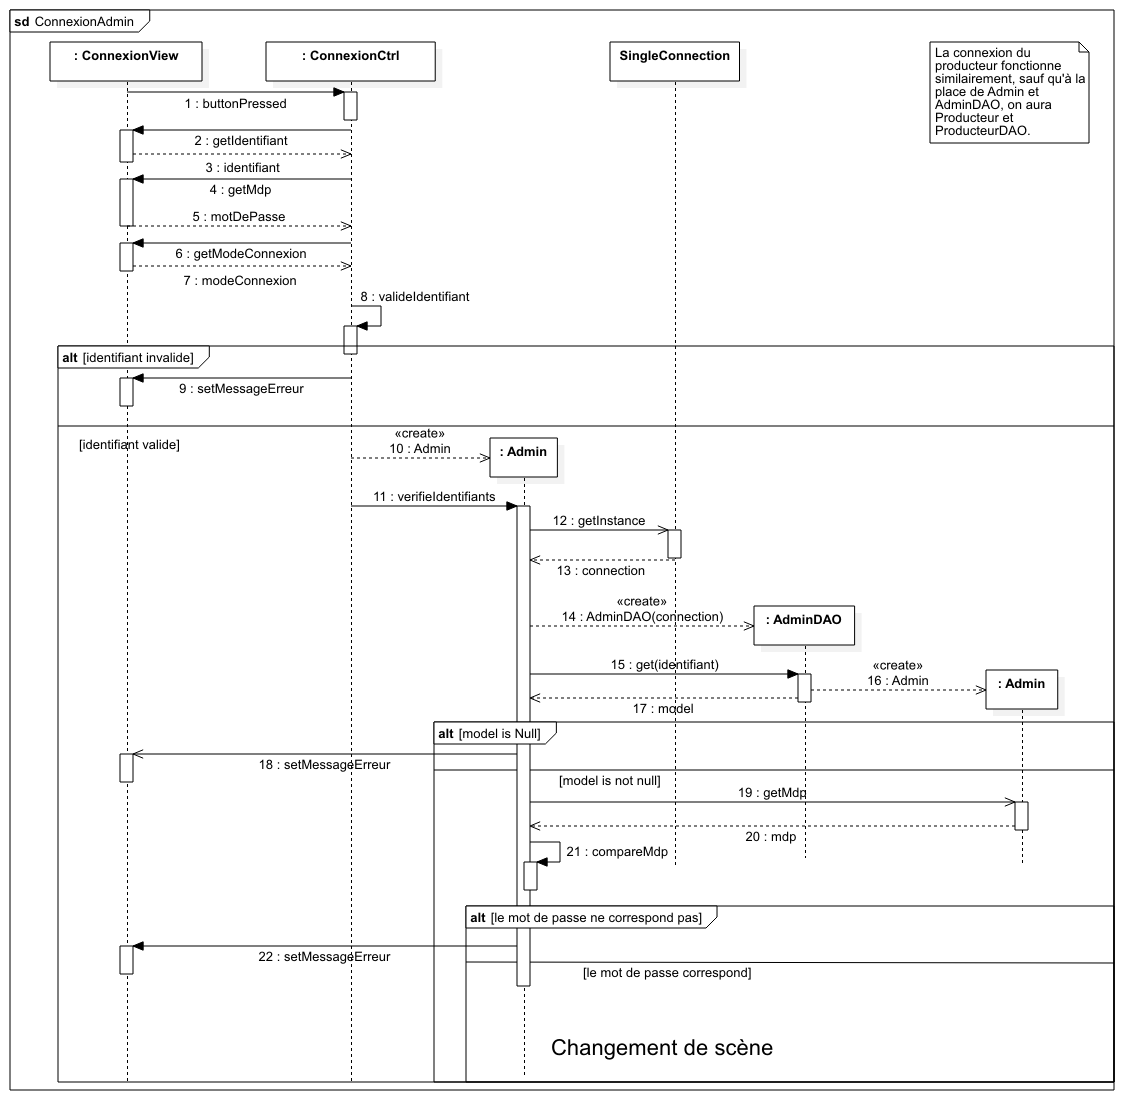 sd ConnexionAdmin
: ConnexionView
: ConnexionCtrl
SingleConnection
La connexion du
producteur fonctionne
similairement, sauf qu'à la
place de Admin et
AdminDAO, on aura
Producteur et
ProducteurDAO.
1 : buttonPressed
2 : getIdentifiant
3 : identifiant
4 : getMdp
5 : motDePasse
6 : getModeConnexion
7 : modeConnexion
8 : valideIdentifiant
alt [identifiant invalide]
9 : setMessageErreur
[identifiant valide]
«create»
10 : Admin
: Admin
11 : verifieIdentifiants
12 : getInstance
13 : connection
«create»
14 : AdminDAO(connection)
: AdminDAO
15 : get(identifiant)
«create»
16 : Admin
: Admin
17 : model
alt [model is Null]
18 : setMessageErreur
[model is not null]
19 : getMdp
20 : mdp
21 : compareMdp
alt [le mot de passe ne correspond pas]
22 : setMessageErreur
[le mot de passe correspond]
Changement de scène